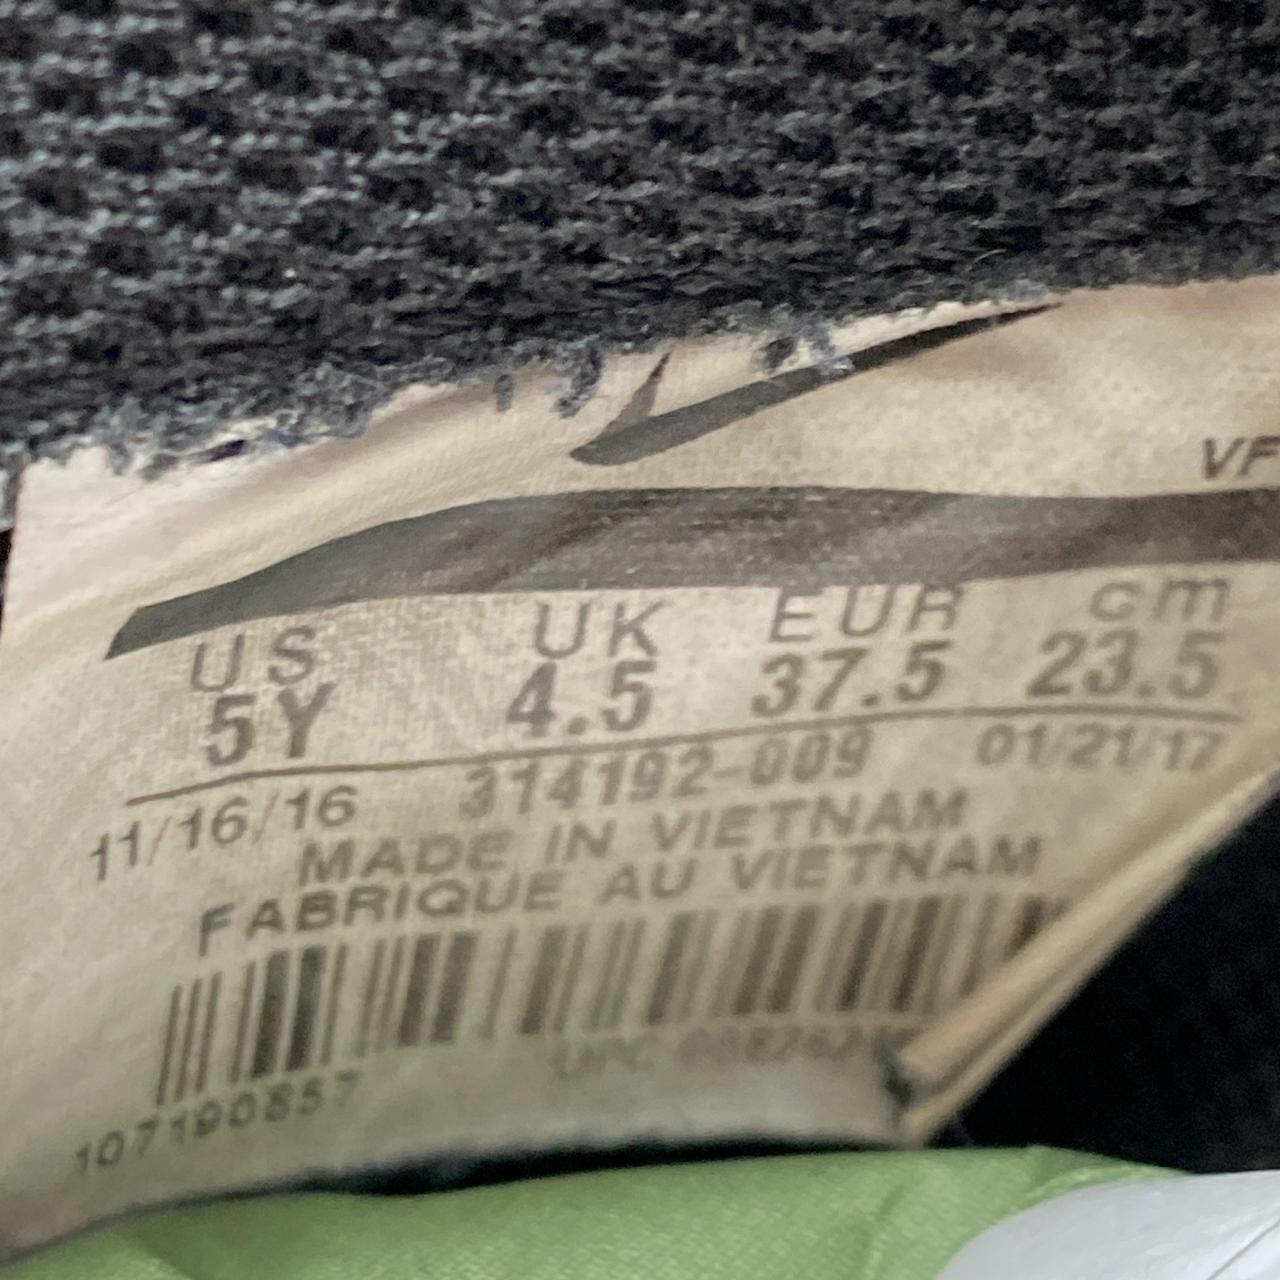 VF
US UK EUR cm
5Y 4.5 37.5 23.5
11/16/16 314192-009 01/21/17
MADE IN VIETNAM
FABRIQUE AU VIETNAM
UPC
107190857